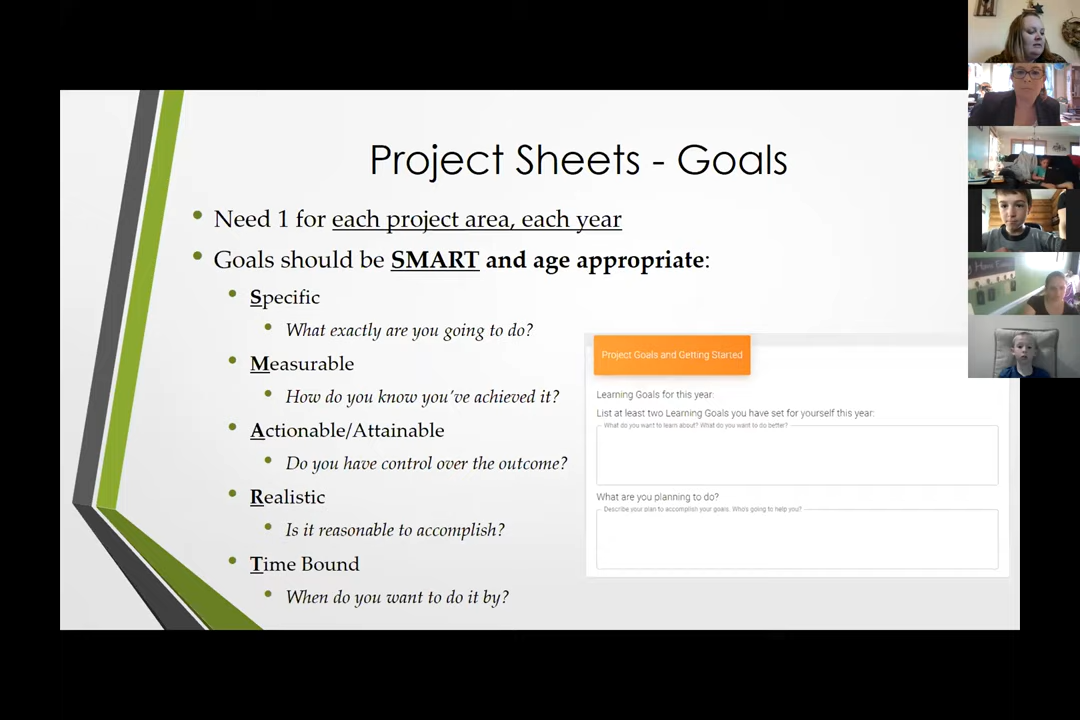 Project Sheets - Goals
Need 1 for each project area, each year
Goals should be SMART and age appropriate:
Specific
What exactly are you going to do?
Measurable
How do you know you've achieved it?
Actionable/Attainable
Do you have control over the outcome?
Realistic
Is it reasonable to accomplish?
Time Bound
When do you want to do it by?
Project Goals and Getting Started
Learning Goals for this year:
List at least two Learning Goals you have set for yourself this year:
What do you want to learn about? What do you want to do better?
What are you planning to do?
Describe your plan to accomplish your goals. Who's going to help you?